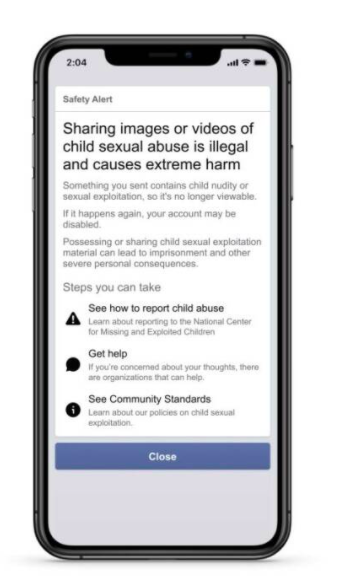 2:04
Safety Alert
Sharing images or videos of
child sexual abuse is illegal
and causes extreme harm
Something you sent contains child nudity or
sexual exploitation, so it's no longer viewable.
If it happens again, your account may be
disabled.
Possessing or sharing child sexual exploitation
material can lead to imprisonment and other
severe personal consequences.
Steps you can take
See how to report child abuse
Learn about reporting to the National Center
for Missing and Exploited Children
Get help
If you're concerned about your thoughts, there
are organizations that can help.
See Community Standards
Learn about our policies on child sexual
exploitation.
Close